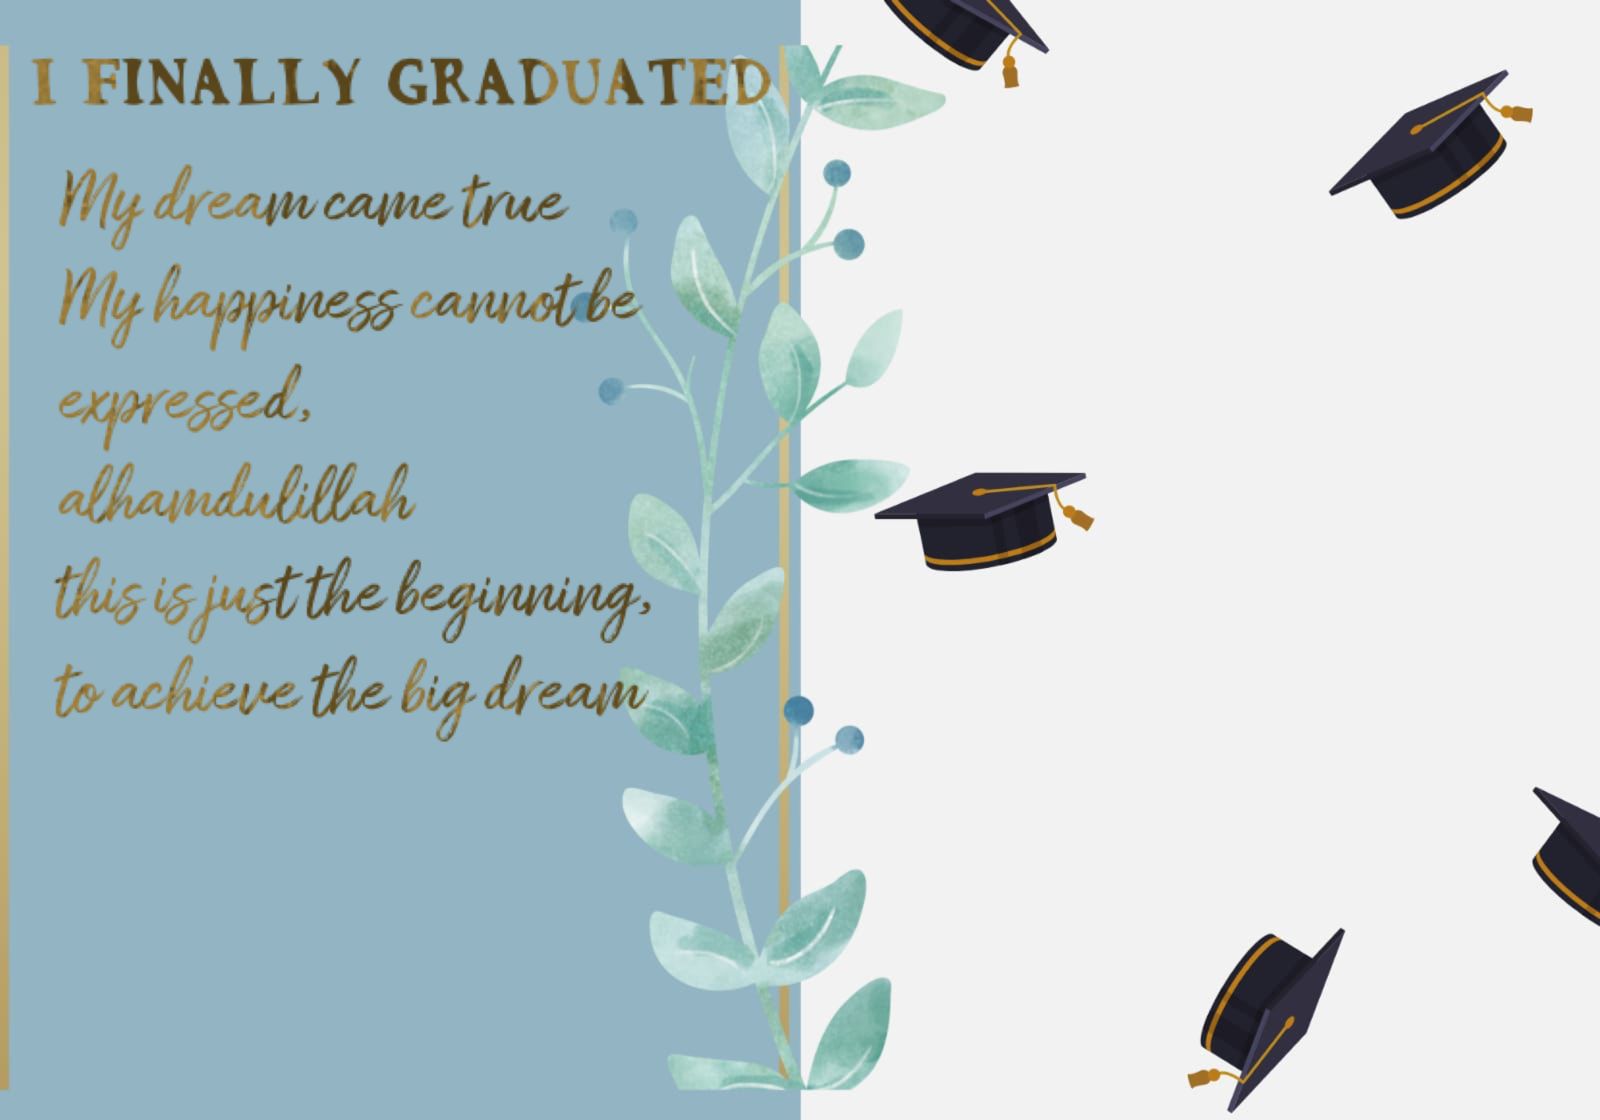 I FINALLY GRADUATED
My dream came true
My happiness cannot be
expressed,
alhamdulillah
this is just the beginning,
to achieve the big dream